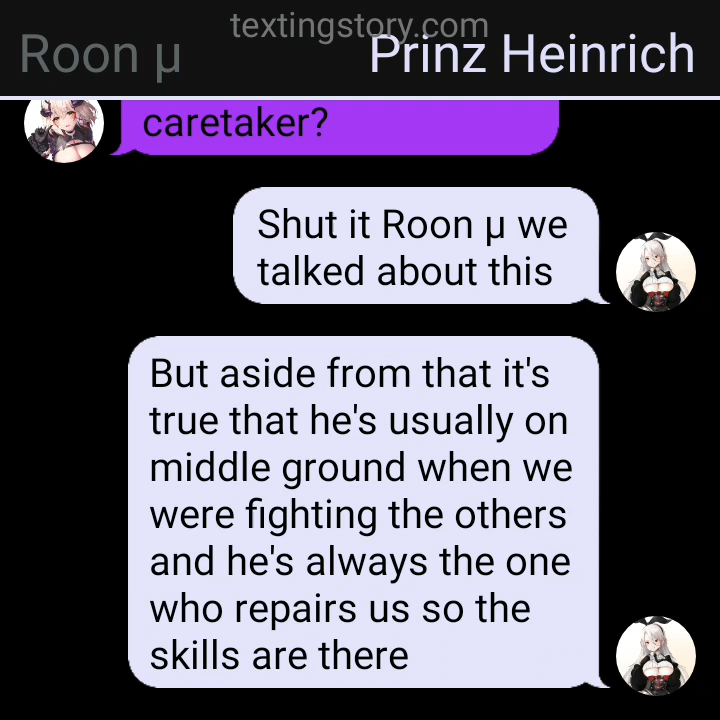 textingstory.com
Roon μ
Prinz Heinrich
caretaker?
Shut it Roon μ we
talked about this
But aside from that it's
true that he's usually on
middle ground when we
were fighting the others
and he's always the one
who repairs us so the
skills are there